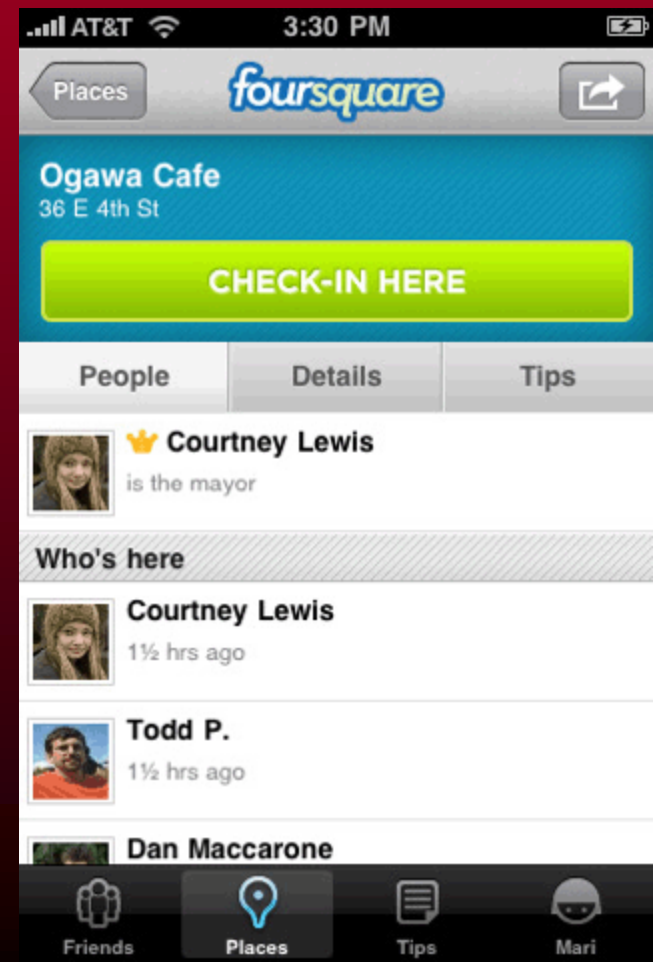 AT&T 3:30 PM
Places foursquare
Ogawa Cafe
36 E 4th St
CHECK-IN HERE
People Details Tips
Courtney Lewis
is the mayor
Who's here
Courtney Lewis
1½ hrs ago
Todd P.
1½ hrs ago
Dan Maccarone
Friends Places Tips Mari